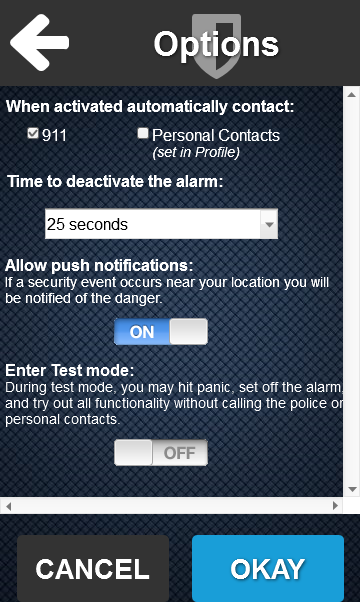 Options
When activated automatically contact:
911 Personal Contacts
(set in Profile)
Time to deactivate the alarm:
25 seconds
Allow push notifications:
If a security event occurs near your location you will
be notified of the danger.
ON
Enter Test mode:
During test mode, you may hit panic, set off the alarm,
and try out all functionality without calling the police or
personal contacts.
OFF
CANCEL OKAY